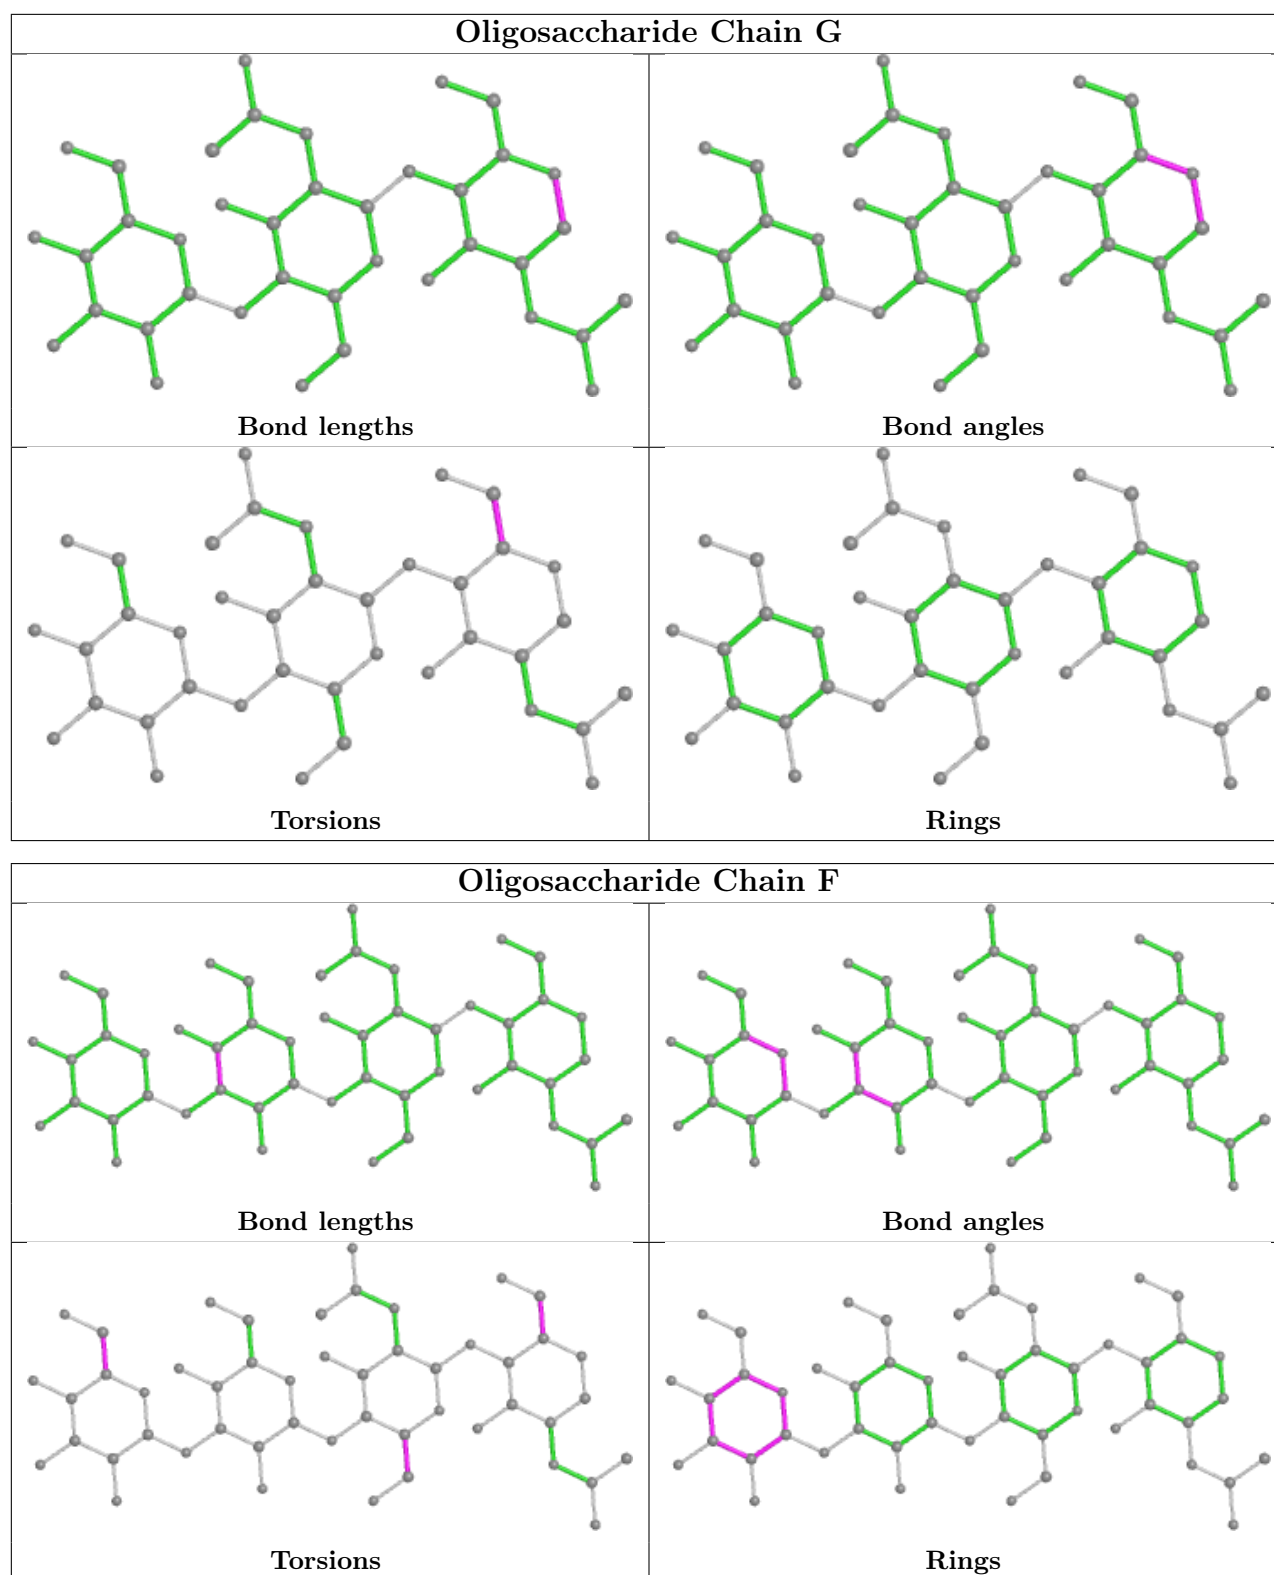 Oligosaccharide Chain G
Bond lengths
Bond angles
Torsions
Rings
Oligosaccharide Chain F
Bond lengths
Bond angles
Torsions
Rings